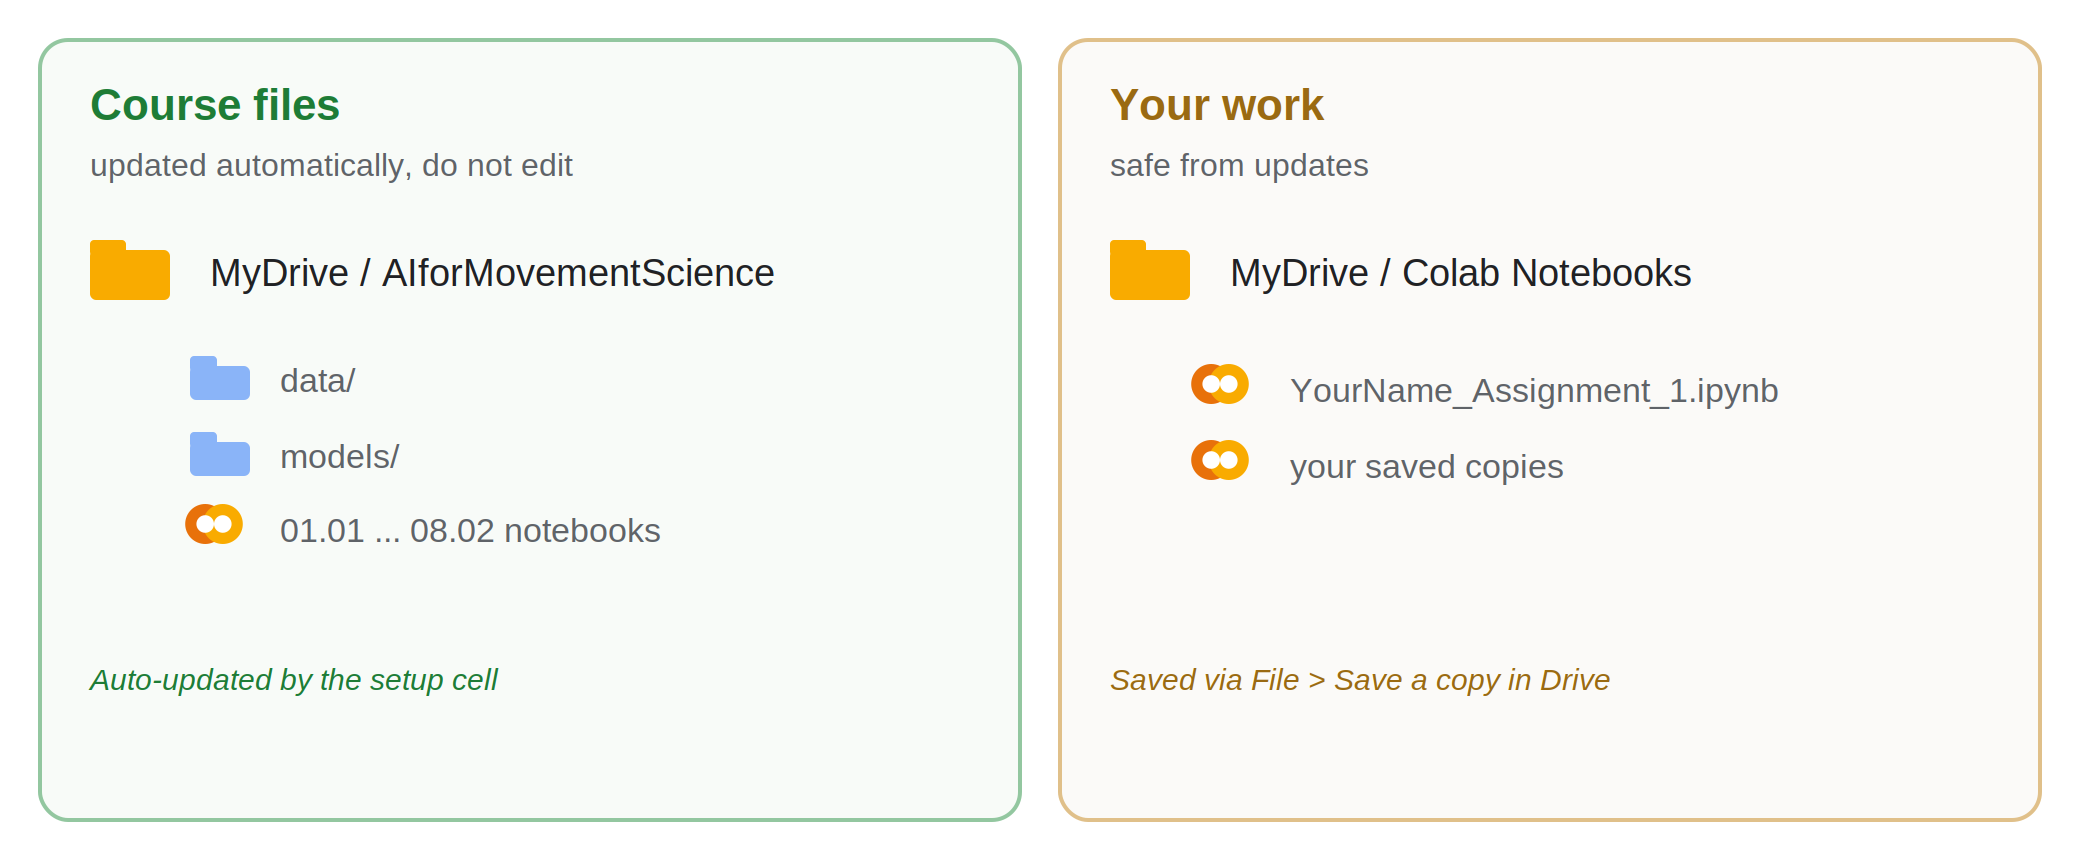 Course files
updated automatically, do not edit
MyDrive / AIforMovementScience
data/
models/
01.01 ... 08.02 notebooks
Auto-updated by the setup cell
Your work
safe from updates
MyDrive / Colab Notebooks
YourName_Assignment_1.ipynb
your saved copies
Saved via File > Save a copy in Drive